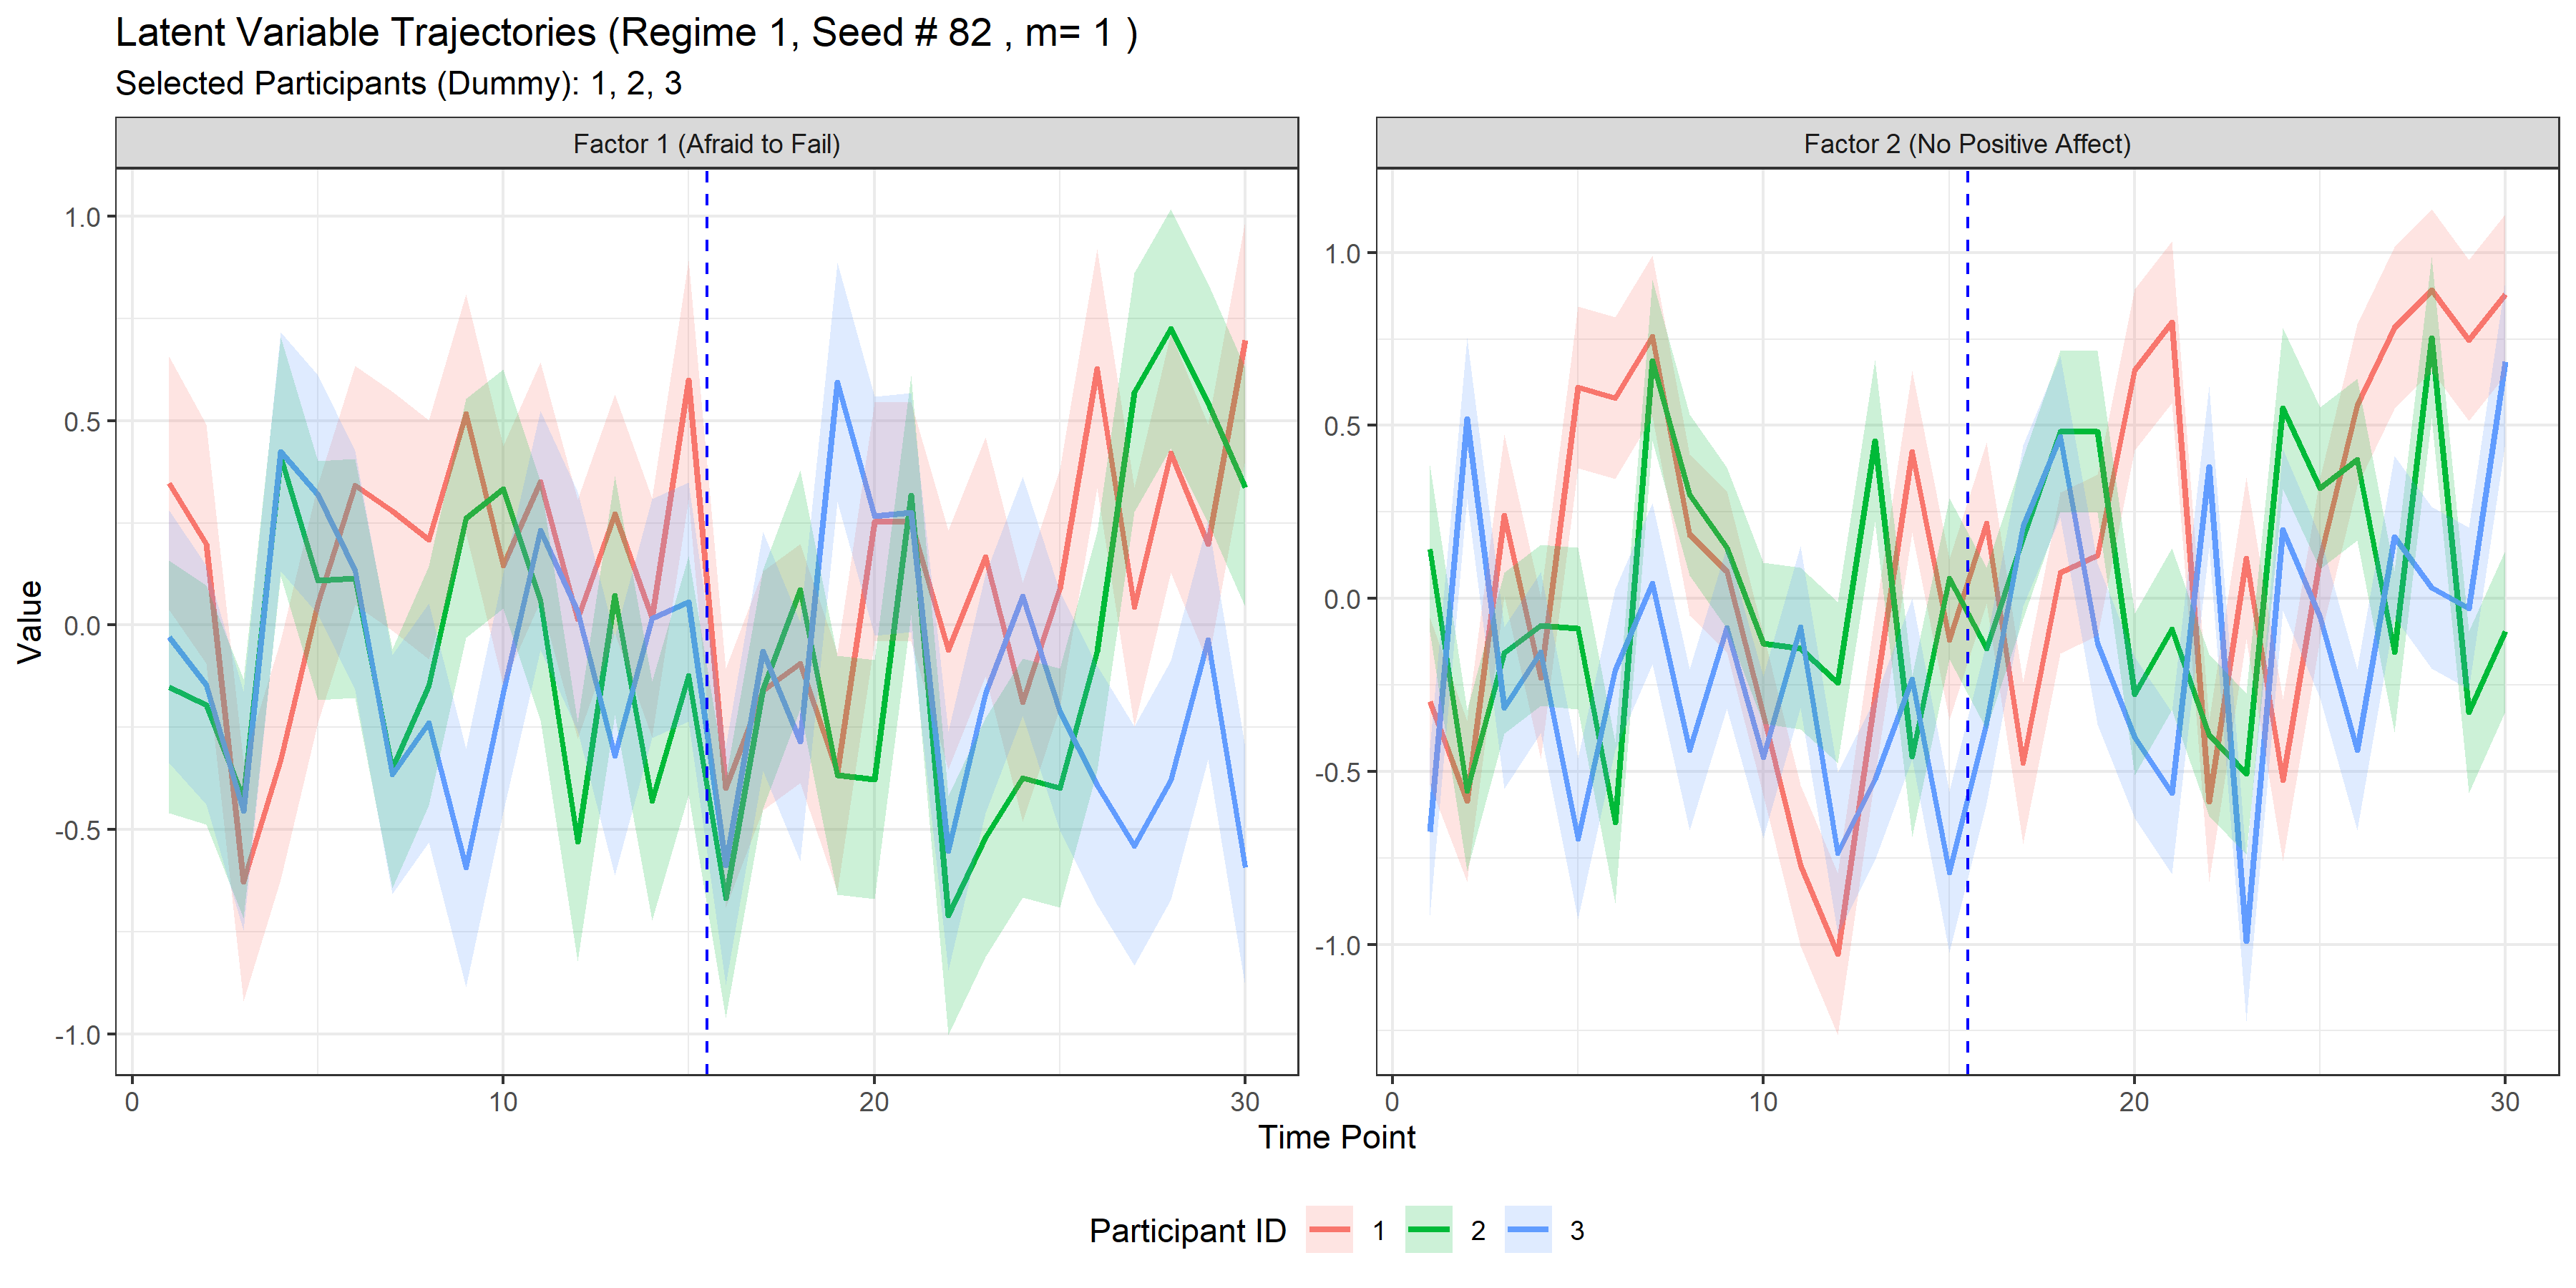 Latent Variable Trajectories (Regime 1, Seed # 82 , m= 1 )
Selected Participants (Dummy): 1, 2, 3
Factor 1 (Afraid to Fail)
Factor 2 (No Positive Affect)
Value
1.0
0.5
0.0
-0.5
-1.0
1.0
0.5
0.0
-0.5
-1.0
0 10 20 30
0 10 20 30
Time Point
Participant ID 1 2 3